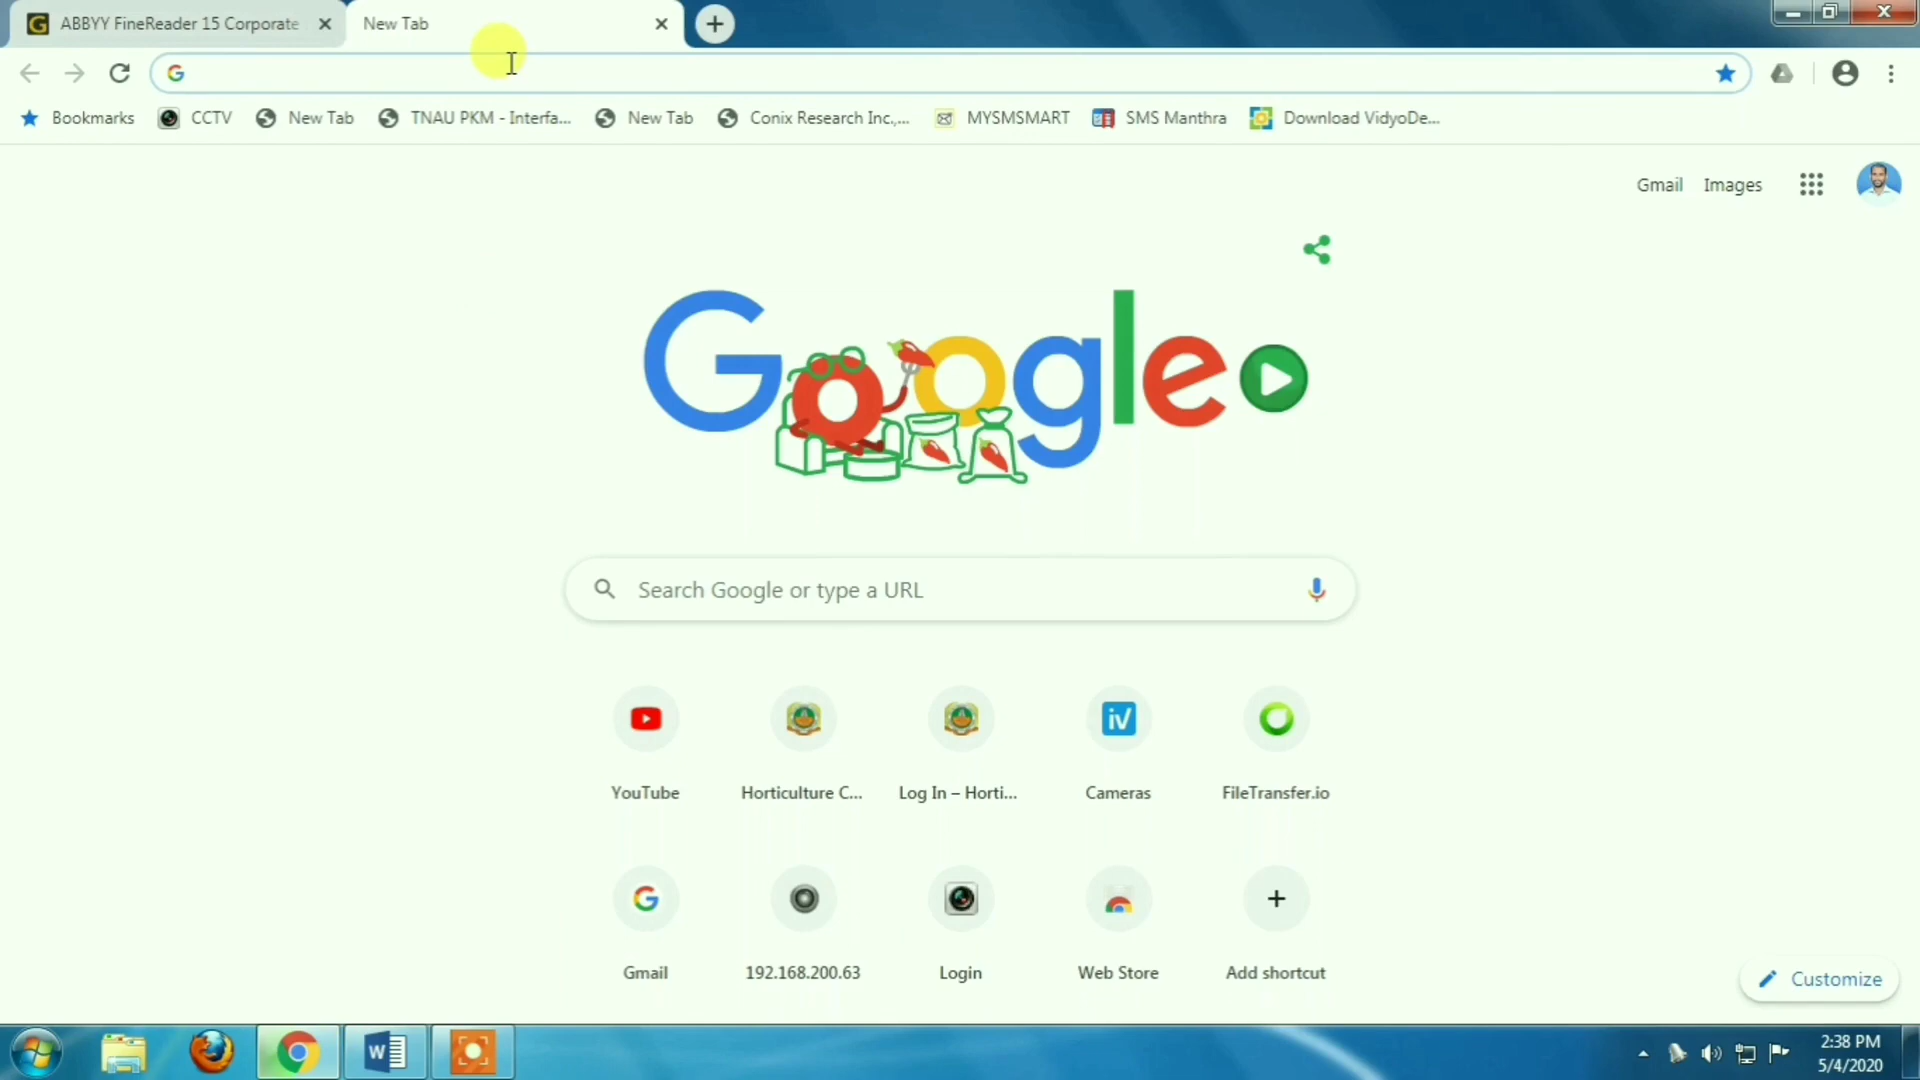 ABBYY FineReader 15 Corporate
New Tab
Bookmarks
CCTV
New Tab
TNAU PKM - Interfa...
New Tab
Conix Research Inc.,...
MYSMSMART
SMS Manthra
Download VidyoDe...
Gmail
Images
Google
Search Google or type a URL
YouTube
Horticulture C...
Log In – Horti...
Cameras
FileTransfer.io
Gmail
192.168.200.63
Login
Web Store
Add shortcut
Customize
2:38 PM
5/4/2020